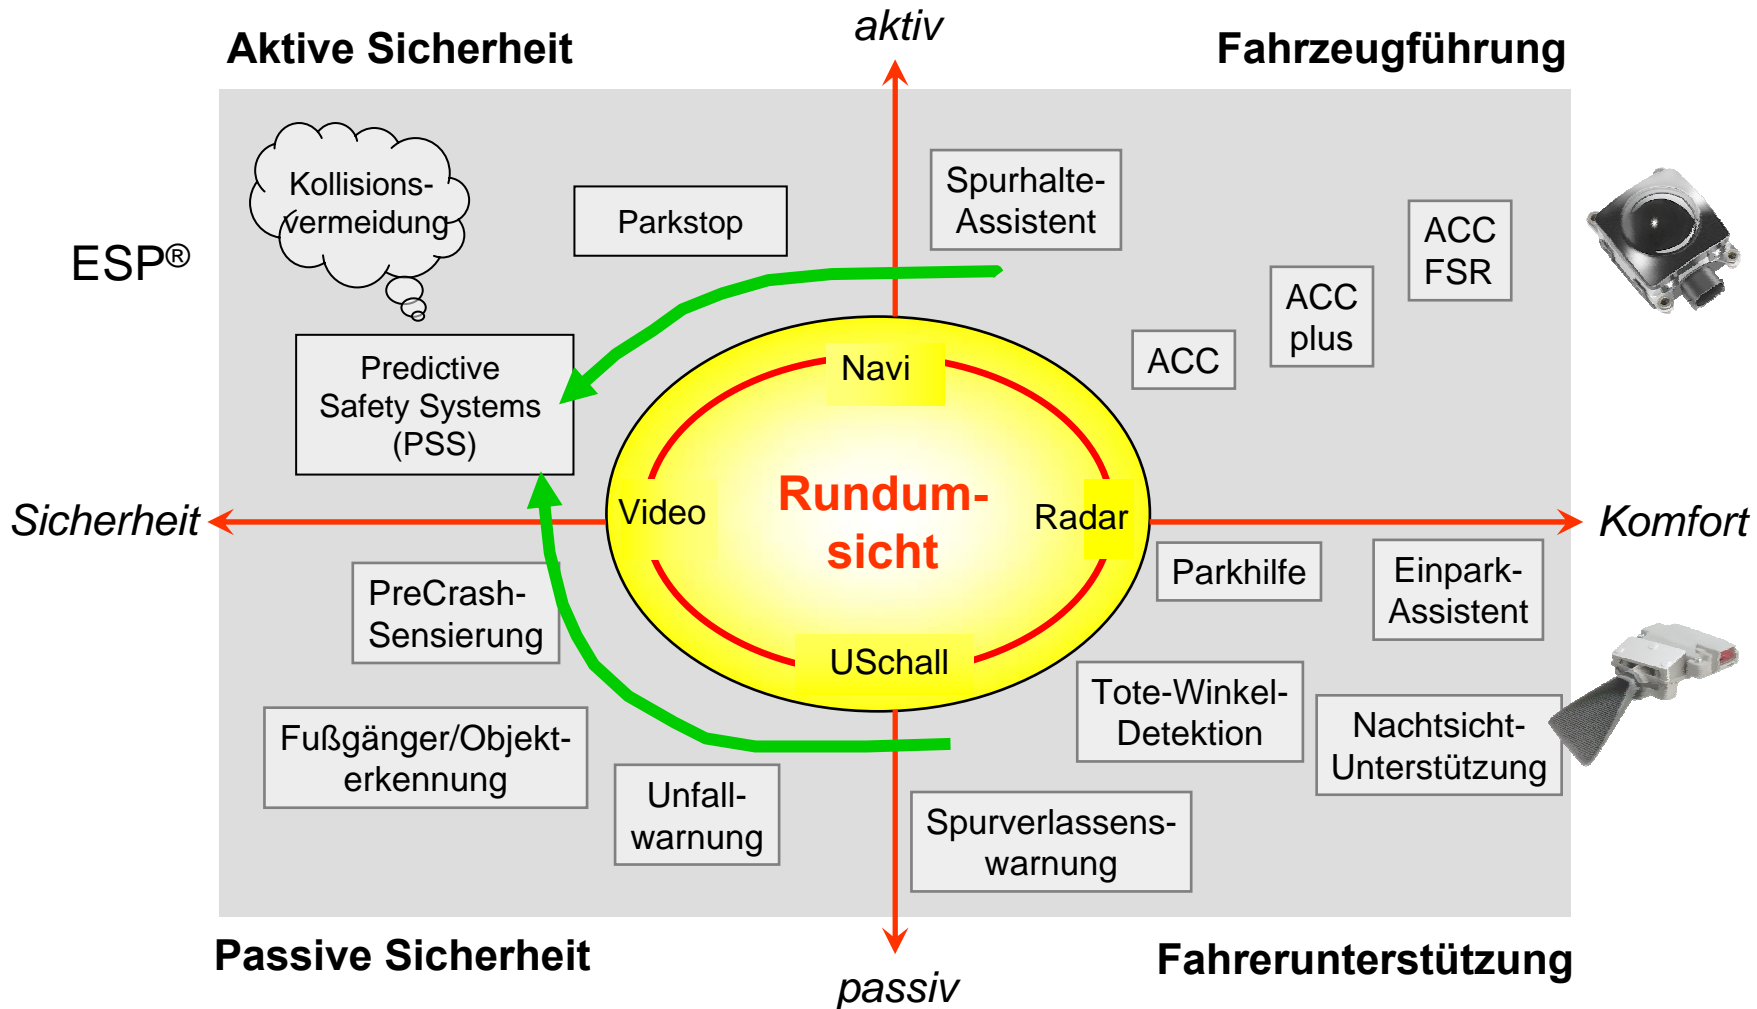 aktiv
Aktive Sicherheit
Fahrzeugführung
Kollisions-
vermeidung
Parkstop
Spurhalte-
Assistent
ACC
FSR
ESP®
ACC
plus
ACC
Predictive
Safety Systems
(PSS)
Navi
Video
Rundum-
sicht
Radar
USchall
Sicherheit
Komfort
PreCrash-
Sensierung
Parkhilfe
Einpark-
Assistent
Fußgänger/Objekt-
erkennung
Unfall-
warnung
Tote-Winkel-
Detektion
Nachtsicht-
Unterstützung
Spurverlassens-
warnung
Passive Sicherheit
Fahrerunterstützung
passiv